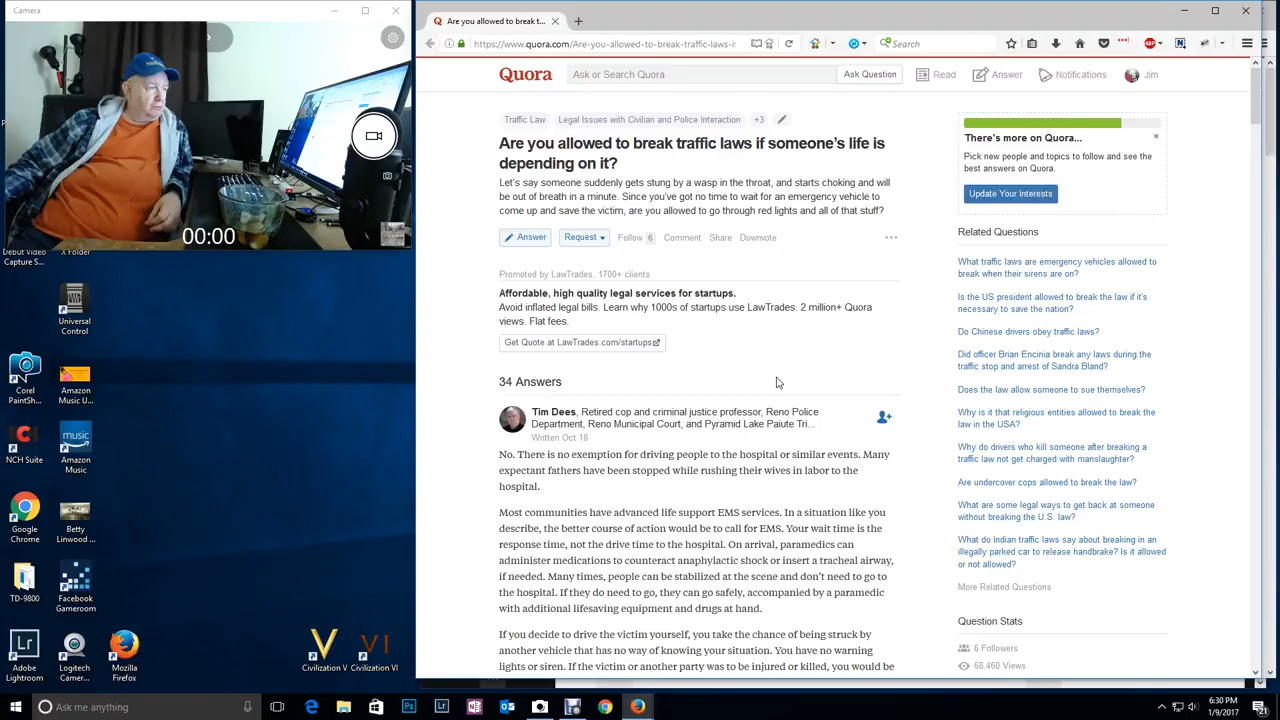 Camera
00:00
Debut Video
Capture S...
X Folder
Universal
Control
Corel
PaintSh...
Amazon
Music U...
NCH Suite
Amazon
Music
Google
Chrome
Betty
Linwood ...
TD-9800
Facebook
Gameroom
Adobe
Lightroom
Logitech
Camera...
Mozilla
Firefox
Civilization V
Civilization VI
Are you allowed to break t...
https://www.quora.com/Are-you-allowed-to-break-traffic-laws-i
Search
Quora
Ask or Search Quora
Ask Question
Read
Answer
Notifications
Jim
Traffic Law
Legal Issues with Civilian and Police Interaction
+3
Are you allowed to break traffic laws if someone's life is
depending on it?
Let's say someone suddenly gets stung by a wasp in the throat, and starts choking and will
be out of breath in a minute. Since you've got no time to wait for an emergency vehicle to
come up and save the victim, are you allowed to go through red lights and all of that stuff?
Answer
Request
Follow 6
Comment
Share
Downvote
Promoted by LawTrades. 1700+ clients
Affordable, high quality legal services for startups.
Avoid inflated legal bills. Learn why 1000s of startups use LawTrades. 2 million+ Quora
views. Flat fees.
Get Quote at LawTrades.com/startups
34 Answers
Tim Dees, Retired cop and criminal justice professor, Reno Police
Department, Reno Municipal Court, and Pyramid Lake Paiute Tri...
Written Oct 18
No. There is no exemption for driving people to the hospital or similar events. Many
expectant fathers have been stopped while rushing their wives in labor to the
hospital.
Most communities have advanced life support EMS services. In a situation like you
describe, the better course of action would be to call for EMS. Your wait time is the
response time, not the drive time to the hospital. On arrival, paramedics can
administer medications to counteract anaphylactic shock or insert a tracheal airway,
if needed. Many times, people can be stabilized at the scene and don't need to go to
the hospital. If they do need to go, they can go safely, accompanied by a paramedic
with additional lifesaving equipment and drugs at hand.
If you decide to drive the victim yourself, you take the chance of being struck by
another vehicle that has no way of knowing your situation. You have no warning
lights or siren. If the victim or another party was to be injured or killed, you would be
There's more on Quora...
Pick new people and topics to follow and see the
best answers on Quora.
Update Your Interests
Related Questions
What traffic laws are emergency vehicles allowed to
break when their sirens are on?
Is the US president allowed to break the law if it's
necessary to save the nation?
Do Chinese drivers obey traffic laws?
Did officer Brian Encinia break any laws during the
traffic stop and arrest of Sandra Bland?
Does the law allow someone to sue themselves?
Why is it that religious entities allowed to break the
law in the USA?
Why do drivers who kill someone after breaking a
traffic law not get charged with manslaughter?
Are undercover cops allowed to break the law?
What are some legal ways to get back at someone
without breaking the U.S. law?
What do Indian traffic laws say about breaking in an
illegally parked car to release handbrake? Is it allowed
or not allowed?
More Related Questions
Question Stats
6 Followers
68,460 Views
Ask me anything
6:30 PM
1/9/2017
21